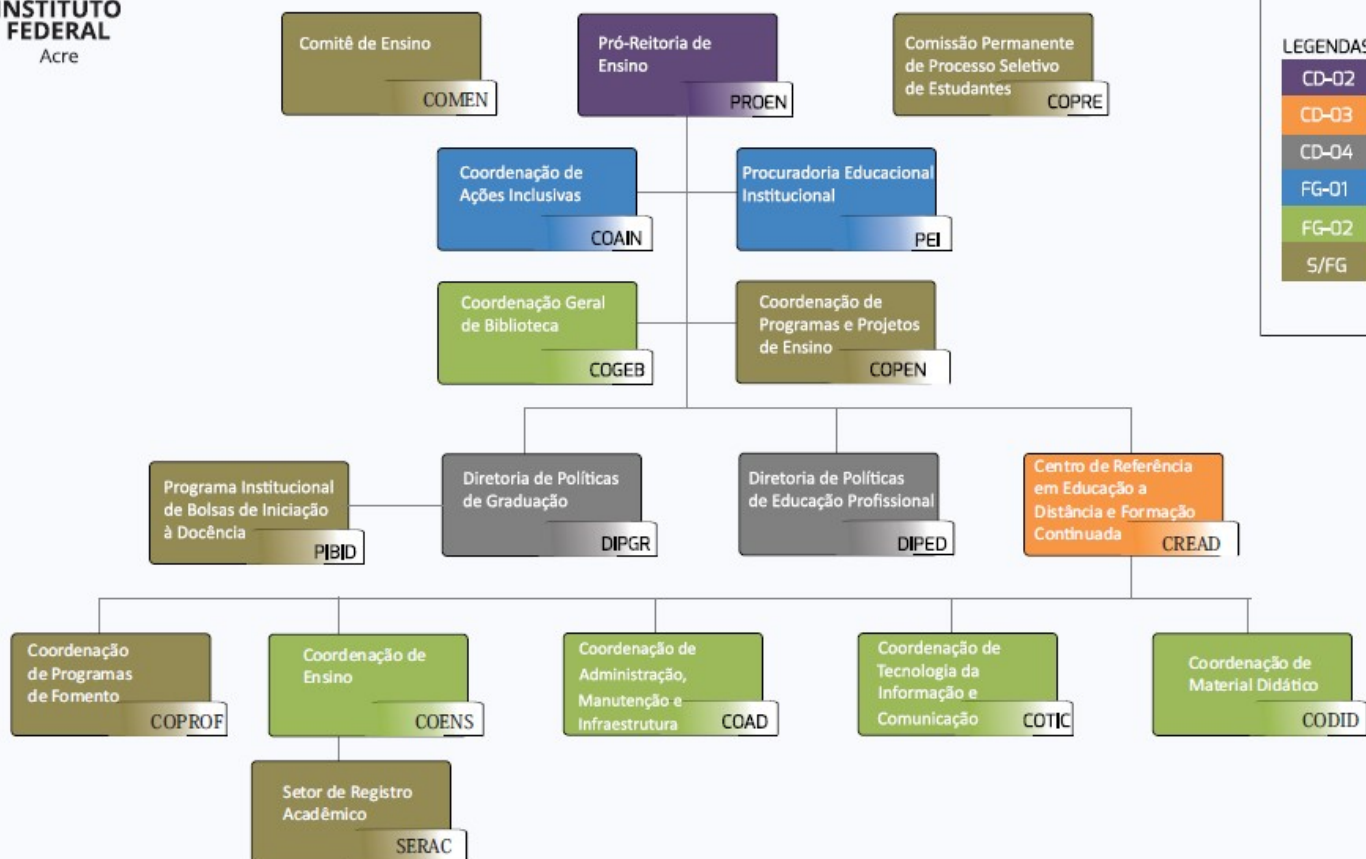 INSTITUTO
FEDERAL
Acre
Comitê de Ensino
COMEN
Pró-Reitoria de
Ensino
PROEN
Comissão Permanente
de Processo Seletivo
de Estudantes
COPRE
LEGENDAS
CD-02
CD-03
CD-04
FG-01
FG-02
S/FG
Coordenação de
Ações Inclusivas
COAIN
Procuradoria Educacional
Institucional
PEI
Coordenação Geral
de Biblioteca
COGEB
Coordenação de
Programas e Projetos
de Ensino
COPEN
Programa Institucional
de Bolsas de Iniciação
à Docência
PIBID
Diretoria de Políticas
de Graduação
DIPGR
Diretoria de Políticas
de Educação Profissional
DIPED
Centro de Referência
em Educação a
Distância e Formação
Continuada
CREAD
Coordenação
de Programas
de Fomento
COPROF
Coordenação de
Ensino
COENS
Coordenação de
Administração,
Manutenção e
Infraestrutura
COAD
Coordenação de
Tecnologia da
Informação e
Comunicação
COTIC
Coordenação de
Material Didático
CODID
Setor de Registro
Acadêmico
SERAC